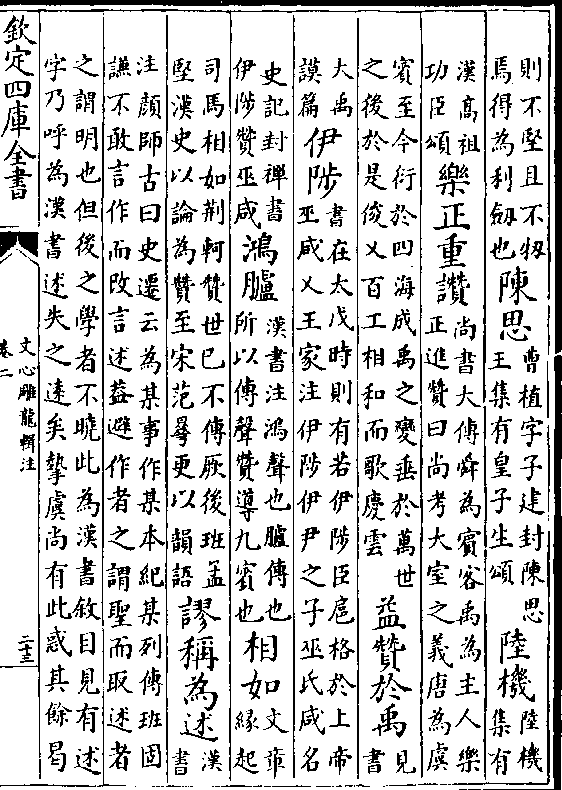 則不堅且不牣
馬得為利劒也
陳思
曹植字子建封陳思
王集有皇子生頌
陸機
陸機
集有
漢髙祖
功臣頌
樂正重讚
尚書大傳舜為賓客禹為主人樂
正進贊曰尚考大室之義唐為虞
賓至今衍於四海成禹之變垂於萬世
之後於是俊乂百工相和而歌慶雲
益贊於禹
見
書
大禹
謨篇
伊陟
書在大戊時則有若伊陟臣扈格於上帝
巫咸乂王家注伊陟伊尹之子巫氏咸名
史記封禪書
伊陟贊巫咸
鴻臚
漢書注鴻聲也臚傳也
所以傳聲贊導九賓也
相如
文章
緣起
司馬相如荆軻贊世已不傳厥後班孟
堅漢史以論為贊至宋范曅更以韻語
謬稱為述
漢
書
注顔師古曰史遷云為某事作某本紀某列傳班固
謙不敢言作而改言述葢避作者之謂聖而取述者
之謂明也但後之學者不曉此為漢書敘目見有述
字乃呼為漢書述失之逺矣摯虞尚有此惑其餘曷
欽定四庫全書
文心雕龍輯注
卷二
二十三